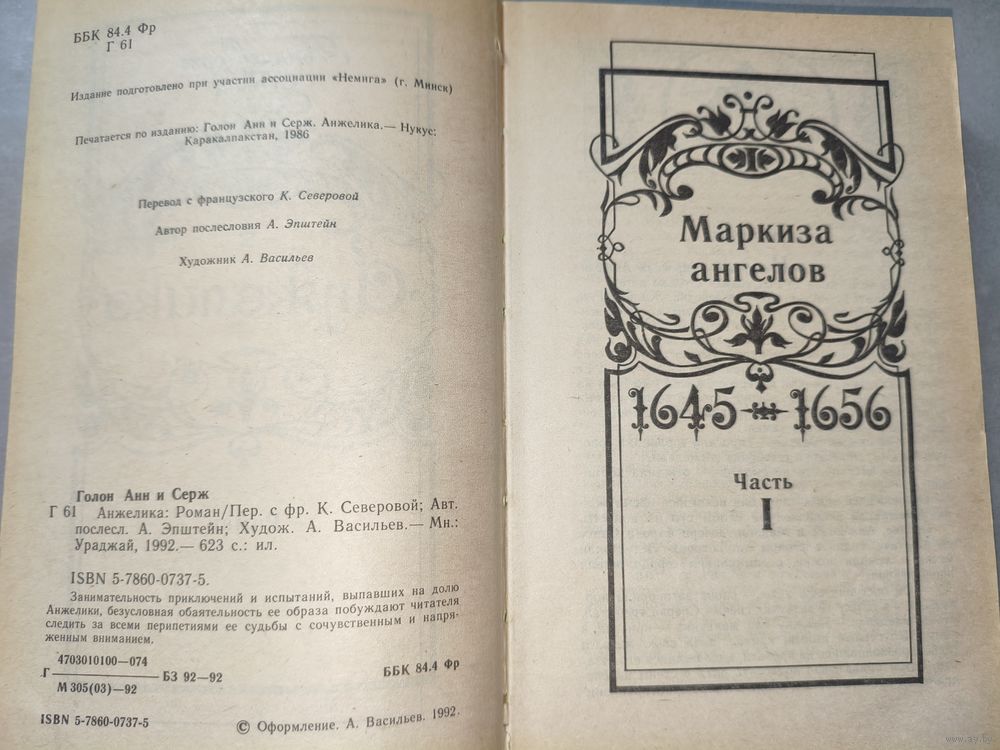 ББК 84.4 Фр
Г 61
Издание подготовлено при участии ассоциации «Немига» (г. Минск)
Печатается по изданию: Голон Анн и Серж. Анжелика.— Нукус:
Каракалпакстан, 1986
Перевод с французского К. Северовой
Автор послесловия А. Эпштейн
Художник А. Васильев
Голон Анн и Серж
Г 61 Анжелика: Роман/Пер. с фр. К. Северовой; Авт.
послесл. А. Эпштейн; Худож. А. Васильев.— Мн.:
Ураджай, 1992.— 623 с.: ил.
ISBN 5-7860-0737-5.
Занимательность приключений и испытаний, выпавших на долю
Анжелики, безусловная обаятельность ее образа побуждают читателя
следить за всеми перипетиями ее судьбы с сочувственным и напря-
женным вниманием.
4703010100—074
Г
БЗ 92—92
М 305(03)—92
ББК 84.4 Фр
ISBN 5-7860-0737-5
© Оформление. А. Васильев. 1992.
I
Маркиза
ангелов
1645 — 1656
Часть
I
www.ay.by